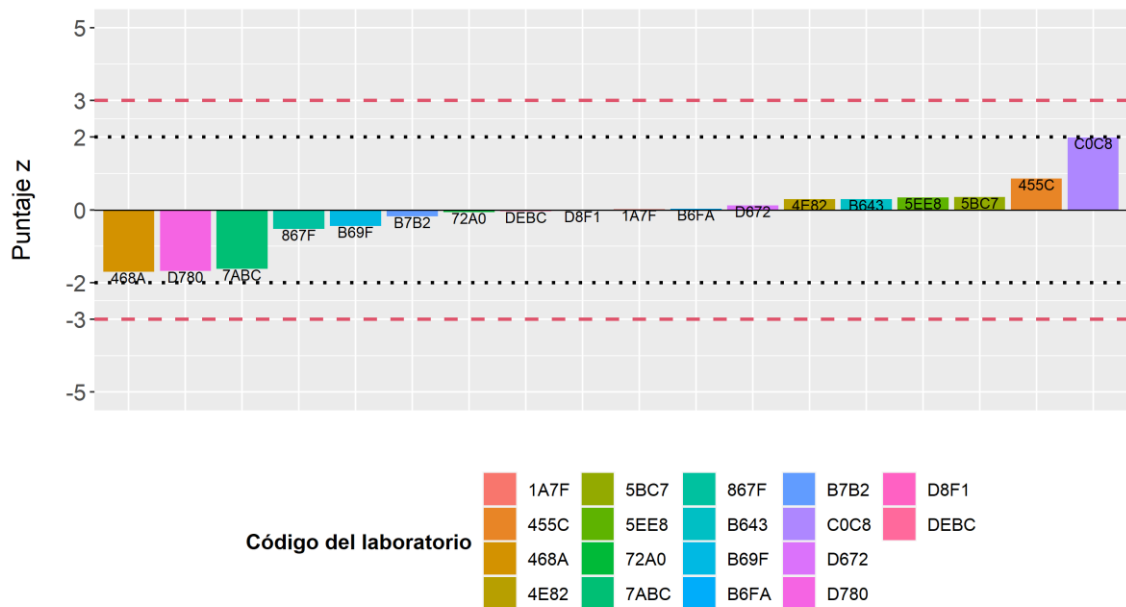 5
3
2
0
-2
-3
-5
Puntaje z
468A D780 7ABC 867F B69F B7B2 72A0 DEBC D8F1 1A7F B6FA D672 4E82 B643 5EE8 5BC7 455C C0C8
Código del laboratorio
1A7F 5BC7 867F B7B2 D8F1
455C 5EE8 B643 C0C8 DEBC
468A 72A0 B69F D672
4E82 7ABC B6FA D780